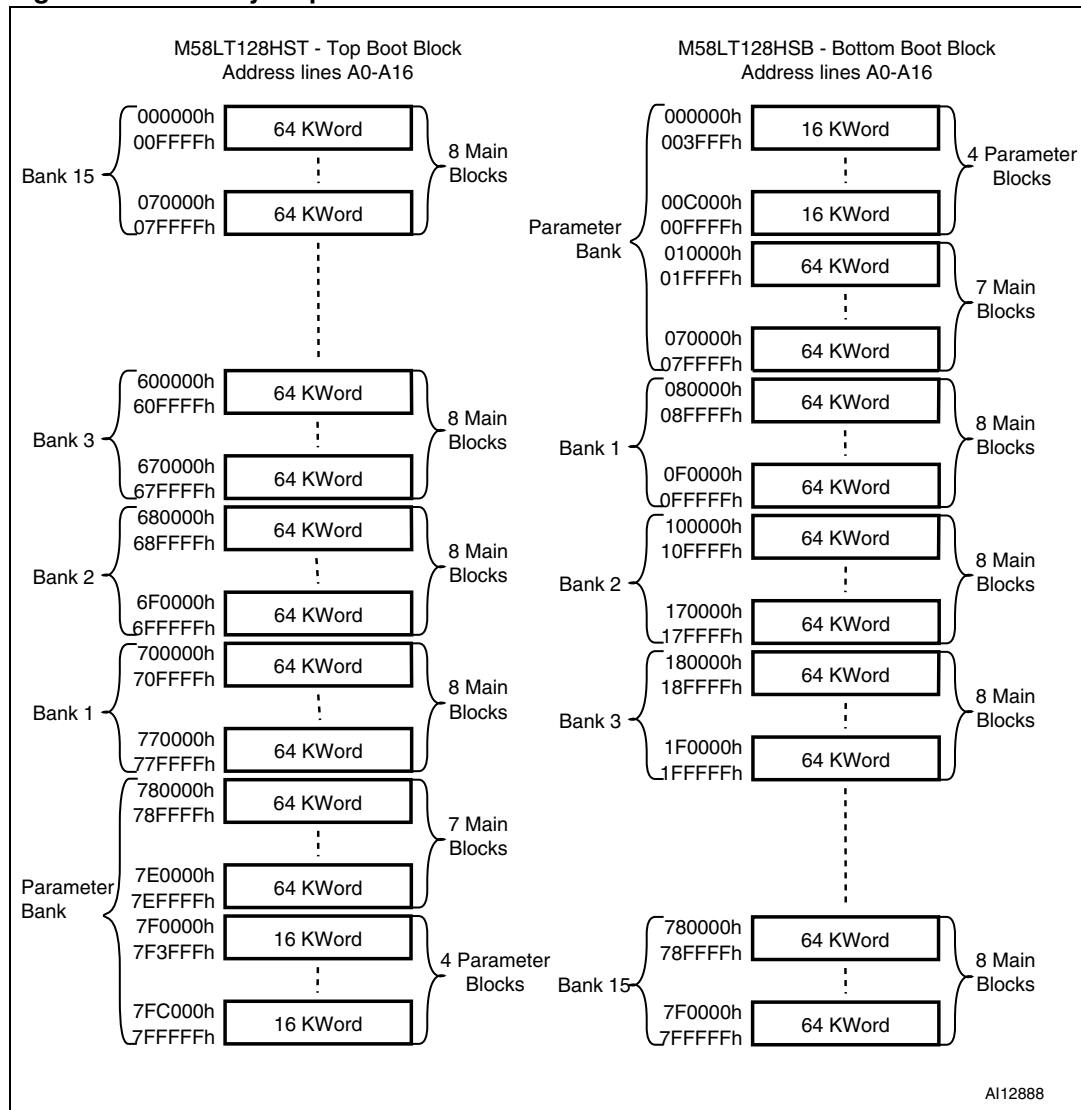 M58LT128HST - Top Boot Block
Address lines A0-A16
Bank 15
000000h
00FFFFh
64 KWord
070000h
07FFFFh
64 KWord
8 Main
Blocks
Bank 3
600000h
60FFFFh
64 KWord
670000h
67FFFFh
64 KWord
8 Main
Blocks
Bank 2
680000h
68FFFFh
64 KWord
6F0000h
6FFFFFh
64 KWord
8 Main
Blocks
Bank 1
700000h
70FFFFh
64 KWord
770000h
77FFFFh
64 KWord
8 Main
Blocks
Parameter
Bank
780000h
78FFFFh
64 KWord
7E0000h
7EFFFFh
64 KWord
7 Main
Blocks
7F0000h
7F3FFFh
16 KWord
7FC000h
7FFFFFh
16 KWord
4 Parameter
Blocks
M58LT128HSB - Bottom Boot Block
Address lines A0-A16
Parameter
Bank
000000h
003FFFh
16 KWord
00C000h
00FFFFh
16 KWord
4 Parameter
Blocks
010000h
01FFFFh
64 KWord
070000h
07FFFFh
64 KWord
7 Main
Blocks
Bank 1
080000h
08FFFFh
64 KWord
0F0000h
0FFFFFh
64 KWord
8 Main
Blocks
Bank 2
100000h
10FFFFh
64 KWord
170000h
17FFFFh
64 KWord
8 Main
Blocks
Bank 3
180000h
18FFFFh
64 KWord
1F0000h
1FFFFFh
64 KWord
8 Main
Blocks
Bank 15
780000h
78FFFFh
64 KWord
7F0000h
7FFFFFh
64 KWord
8 Main
Blocks
AI12888